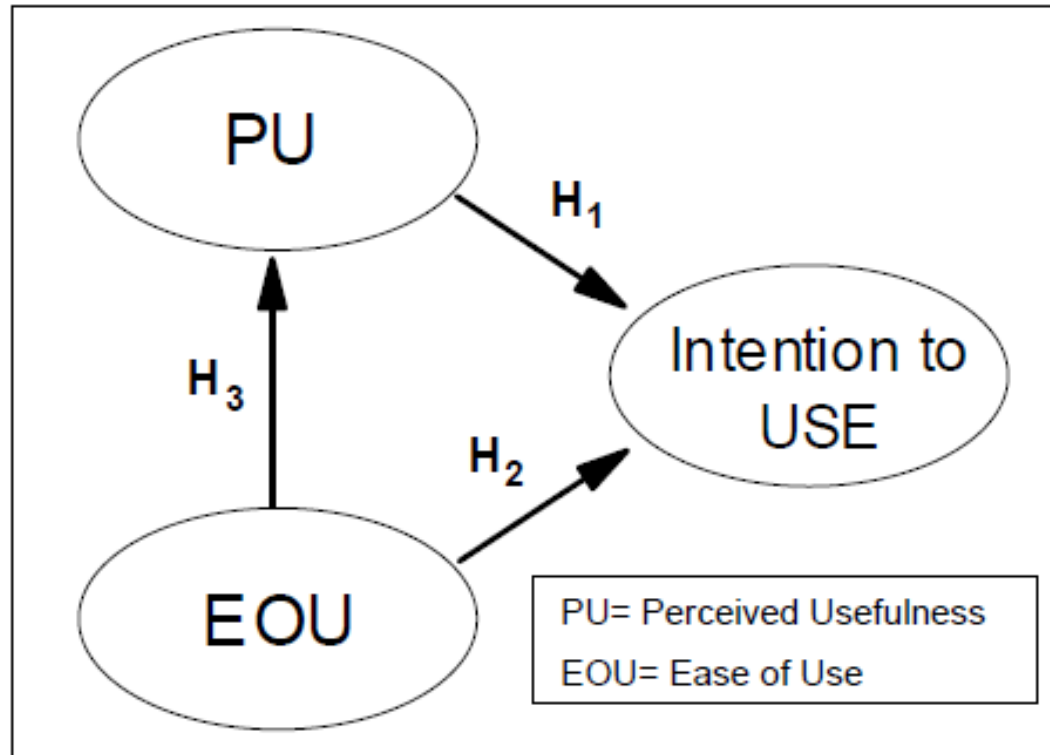 PU
H1
Intention to
USE
H3
H2
EOU
PU= Perceived Usefulness
EOU= Ease of Use